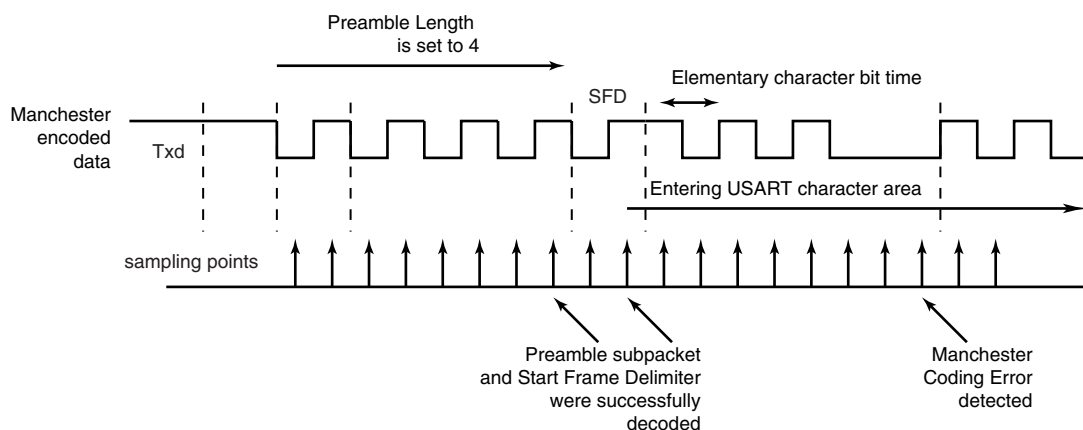 Preamble Length
is set to 4
Elementary character bit time
SFD
Manchester
encoded
data
Txd
Entering USART character area
sampling points
Preamble subpacket
and Start Frame Delimiter
were successfully
decoded
Manchester
Coding Error
detected